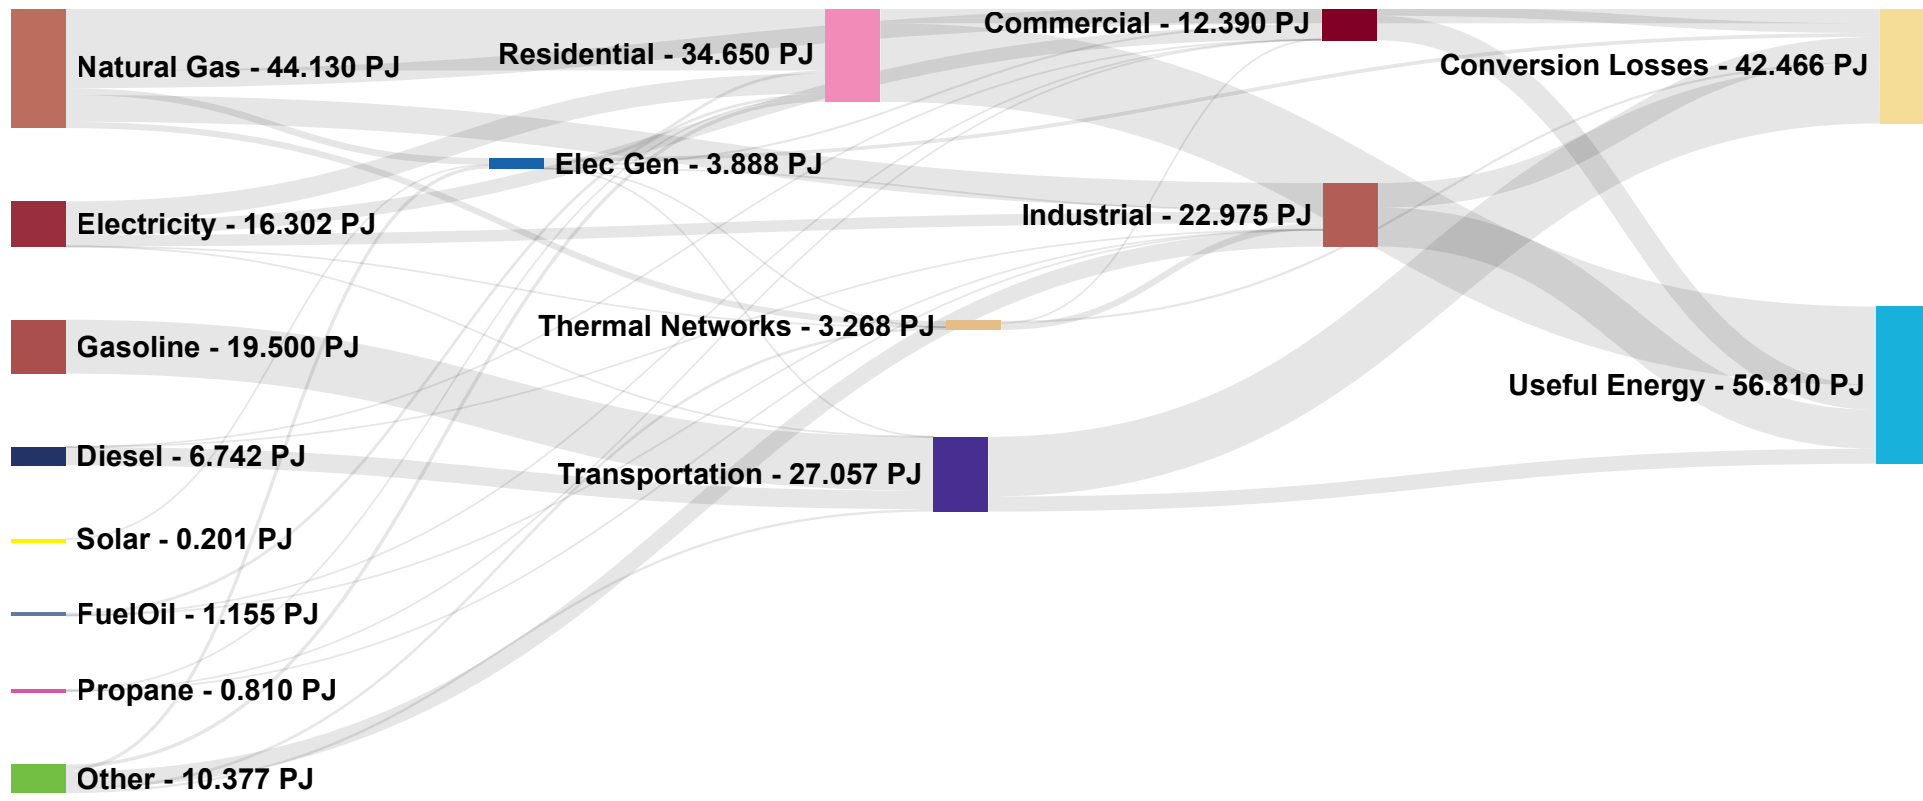 Natural Gas - 44.130 PJ
Residential - 34.650 PJ
Commercial - 12.390 PJ
Conversion Losses - 42.466 PJ
Elec Gen - 3.888 PJ
Electricity - 16.302 PJ
Industrial - 22.975 PJ
Gasoline - 19.500 PJ
Thermal Networks - 3.268 PJ
Useful Energy - 56.810 PJ
Diesel - 6.742 PJ
Transportation - 27.057 PJ
Solar - 0.201 PJ
FuelOil - 1.155 PJ
Propane - 0.810 PJ
Other - 10.377 PJ